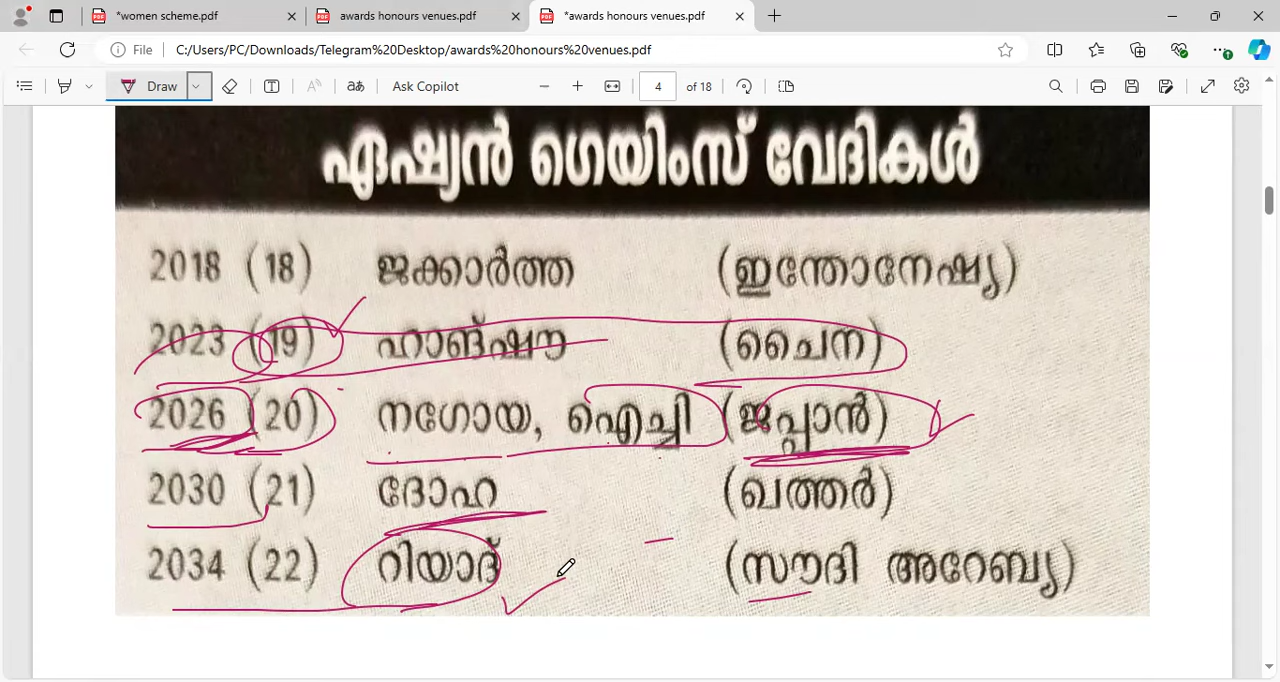 *women scheme.pdf
awards honours venues.pdf
*awards honours venues.pdf
File
C:/Users/PC/Downloads/Telegram%20Desktop/awards%20honours%20venues.pdf
Draw
Ask Copilot
4 of 18
ഏഷ്യൻ ഗെയിംസ് വേദികൾ
2018 (18) ജക്കാർത്ത (ഇന്തോനേഷ്യ)
2023 (19) ഹാങ്ഷൗ (ചൈന)
2026 (20) നഗോയ, ഐച്ചി (ജപ്പാൻ)
2030 (21) ദോഹ (ഖത്തർ)
2034 (22) റിയാദ് (സൗദി അറേബ്യ)